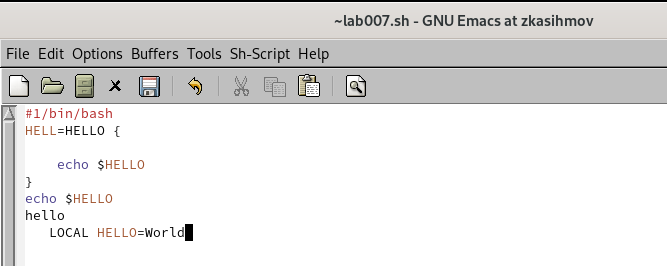 ~lab007.sh - GNU Emacs at zkasihmov
File Edit Options Buffers Tools Sh-Script Help
#1/bin/bash
HELL=HELLO {
echo $HELLO
}
echo $HELLO
hello
LOCAL HELLO=World